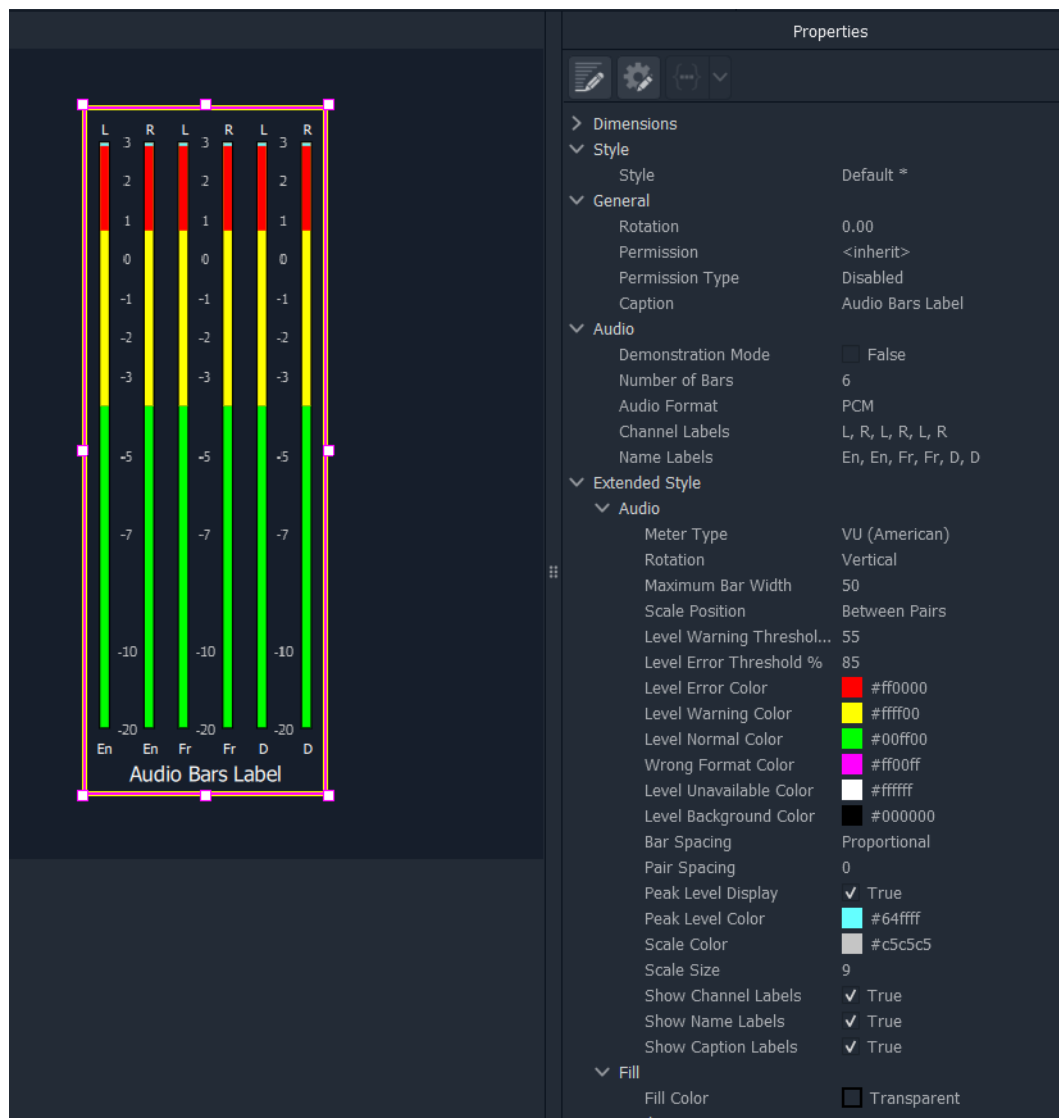 Properties
L R L R L R
3 3 3
2 2 2
1 1 1
0 0 0
-1 -1 -1
-2 -2 -2
-3 -3 -3
-5 -5 -5
-7 -7 -7
-10 -10 -10
-20 -20 -20
En En Fr Fr D D
Audio Bars Label
Dimensions
Style
Style Default *
General
Rotation 0.00
Permission <inherit>
Permission Type Disabled
Caption Audio Bars Label
Audio
Demonstration Mode False
Number of Bars 6
Audio Format PCM
Channel Labels L, R, L, R, L, R
Name Labels En, En, Fr, Fr, D, D
Extended Style
Audio
Meter Type VU (American)
Rotation Vertical
Maximum Bar Width 50
Scale Position Between Pairs
Level Warning Threshol... 55
Level Error Threshold % 85
Level Error Color #ff0000
Level Warning Color #ffff00
Level Normal Color #00ff00
Wrong Format Color #ff00ff
Level Unavailable Color #ffffff
Level Background Color #000000
Bar Spacing Proportional
Pair Spacing 0
Peak Level Display True
Peak Level Color #64ffff
Scale Color #c5c5c5
Scale Size 9
Show Channel Labels True
Show Name Labels True
Show Caption Labels True
Fill
Fill Color Transparent